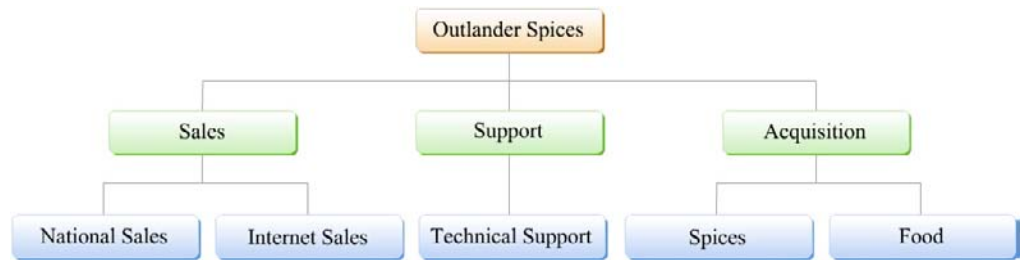 Outlander Spices
Sales
Support
Acquisition
National Sales
Internet Sales
Technical Support
Spices
Food